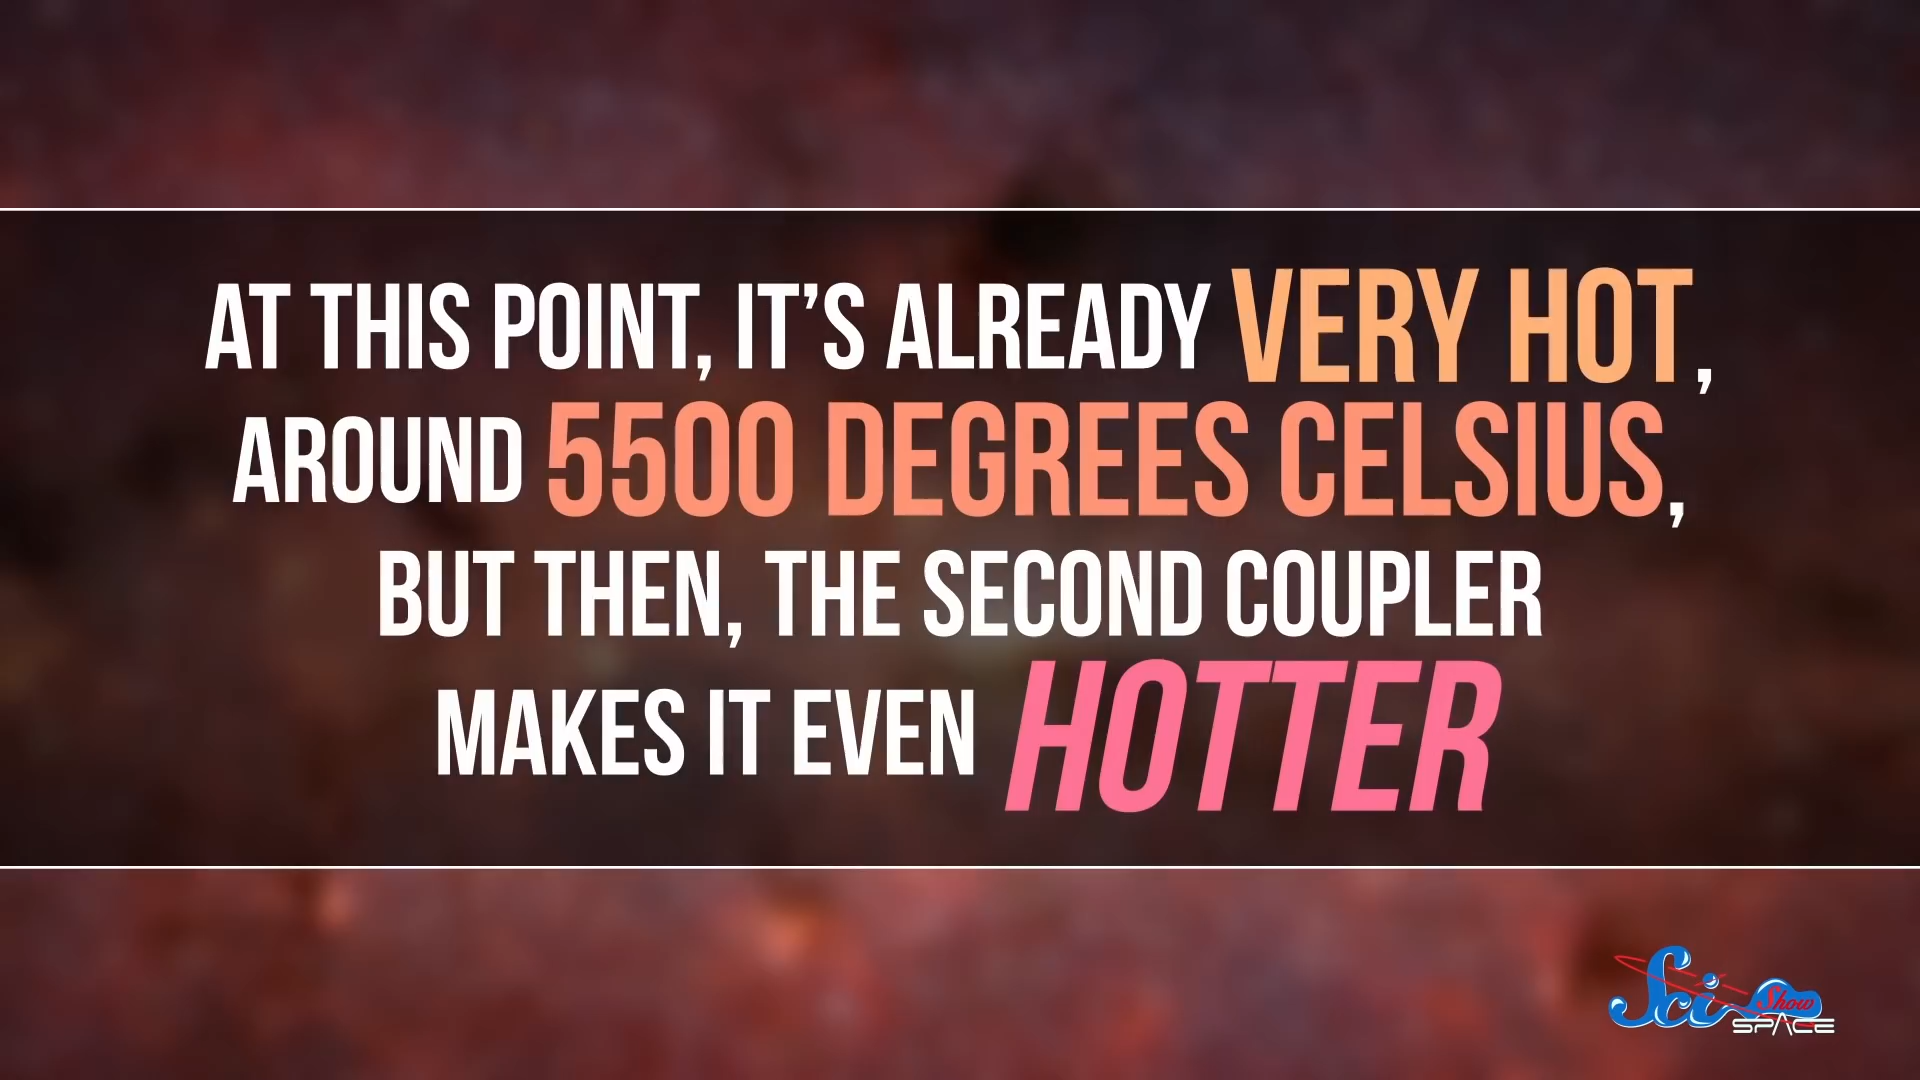 AT THIS POINT, IT'S ALREADY VERY HOT,
AROUND 5500 DEGREES CELSIUS,
BUT THEN, THE SECOND COUPLER
MAKES IT EVEN HOTTER
Sci Show
SPACE